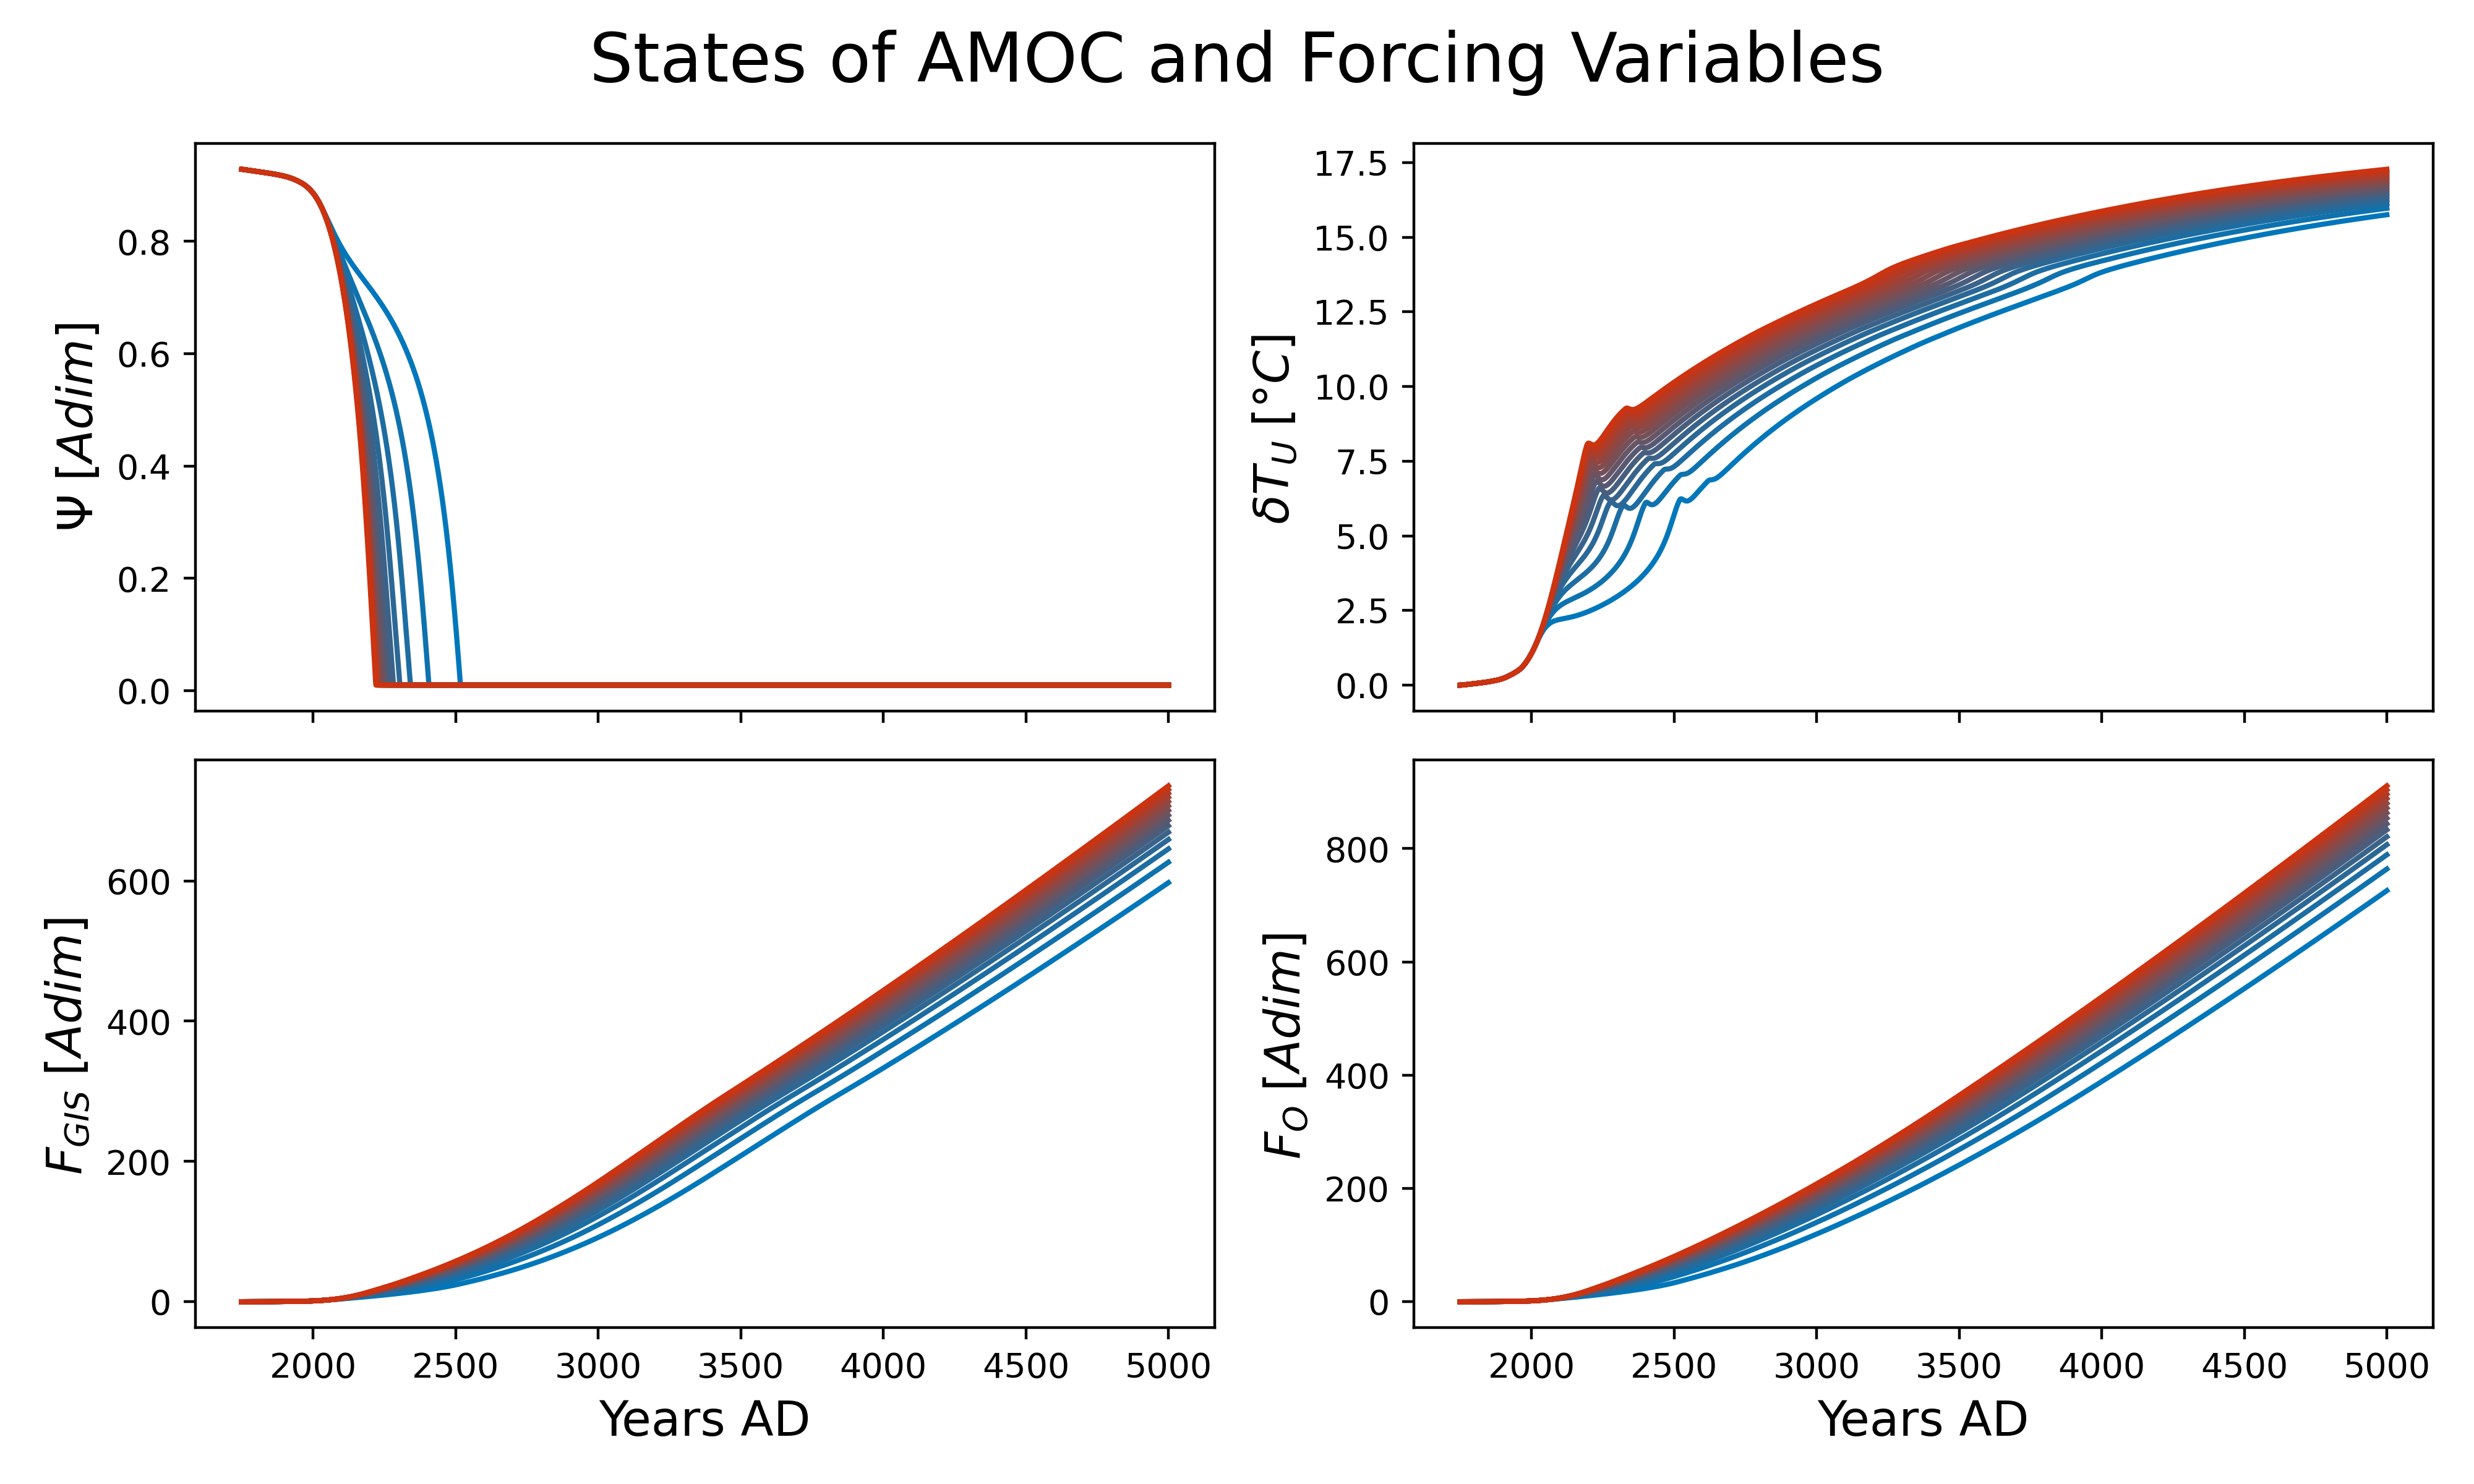 States of AMOC and Forcing Variables
Ψ [Adim]
0.8
0.6
0.4
0.2
0.0
δT_U [°C]
17.5
15.0
12.5
10.0
7.5
5.0
2.5
0.0
F_GIS [Adim]
600
400
200
0
2000 2500 3000 3500 4000 4500 5000
Years AD
F_O [Adim]
800
600
400
200
0
2000 2500 3000 3500 4000 4500 5000
Years AD